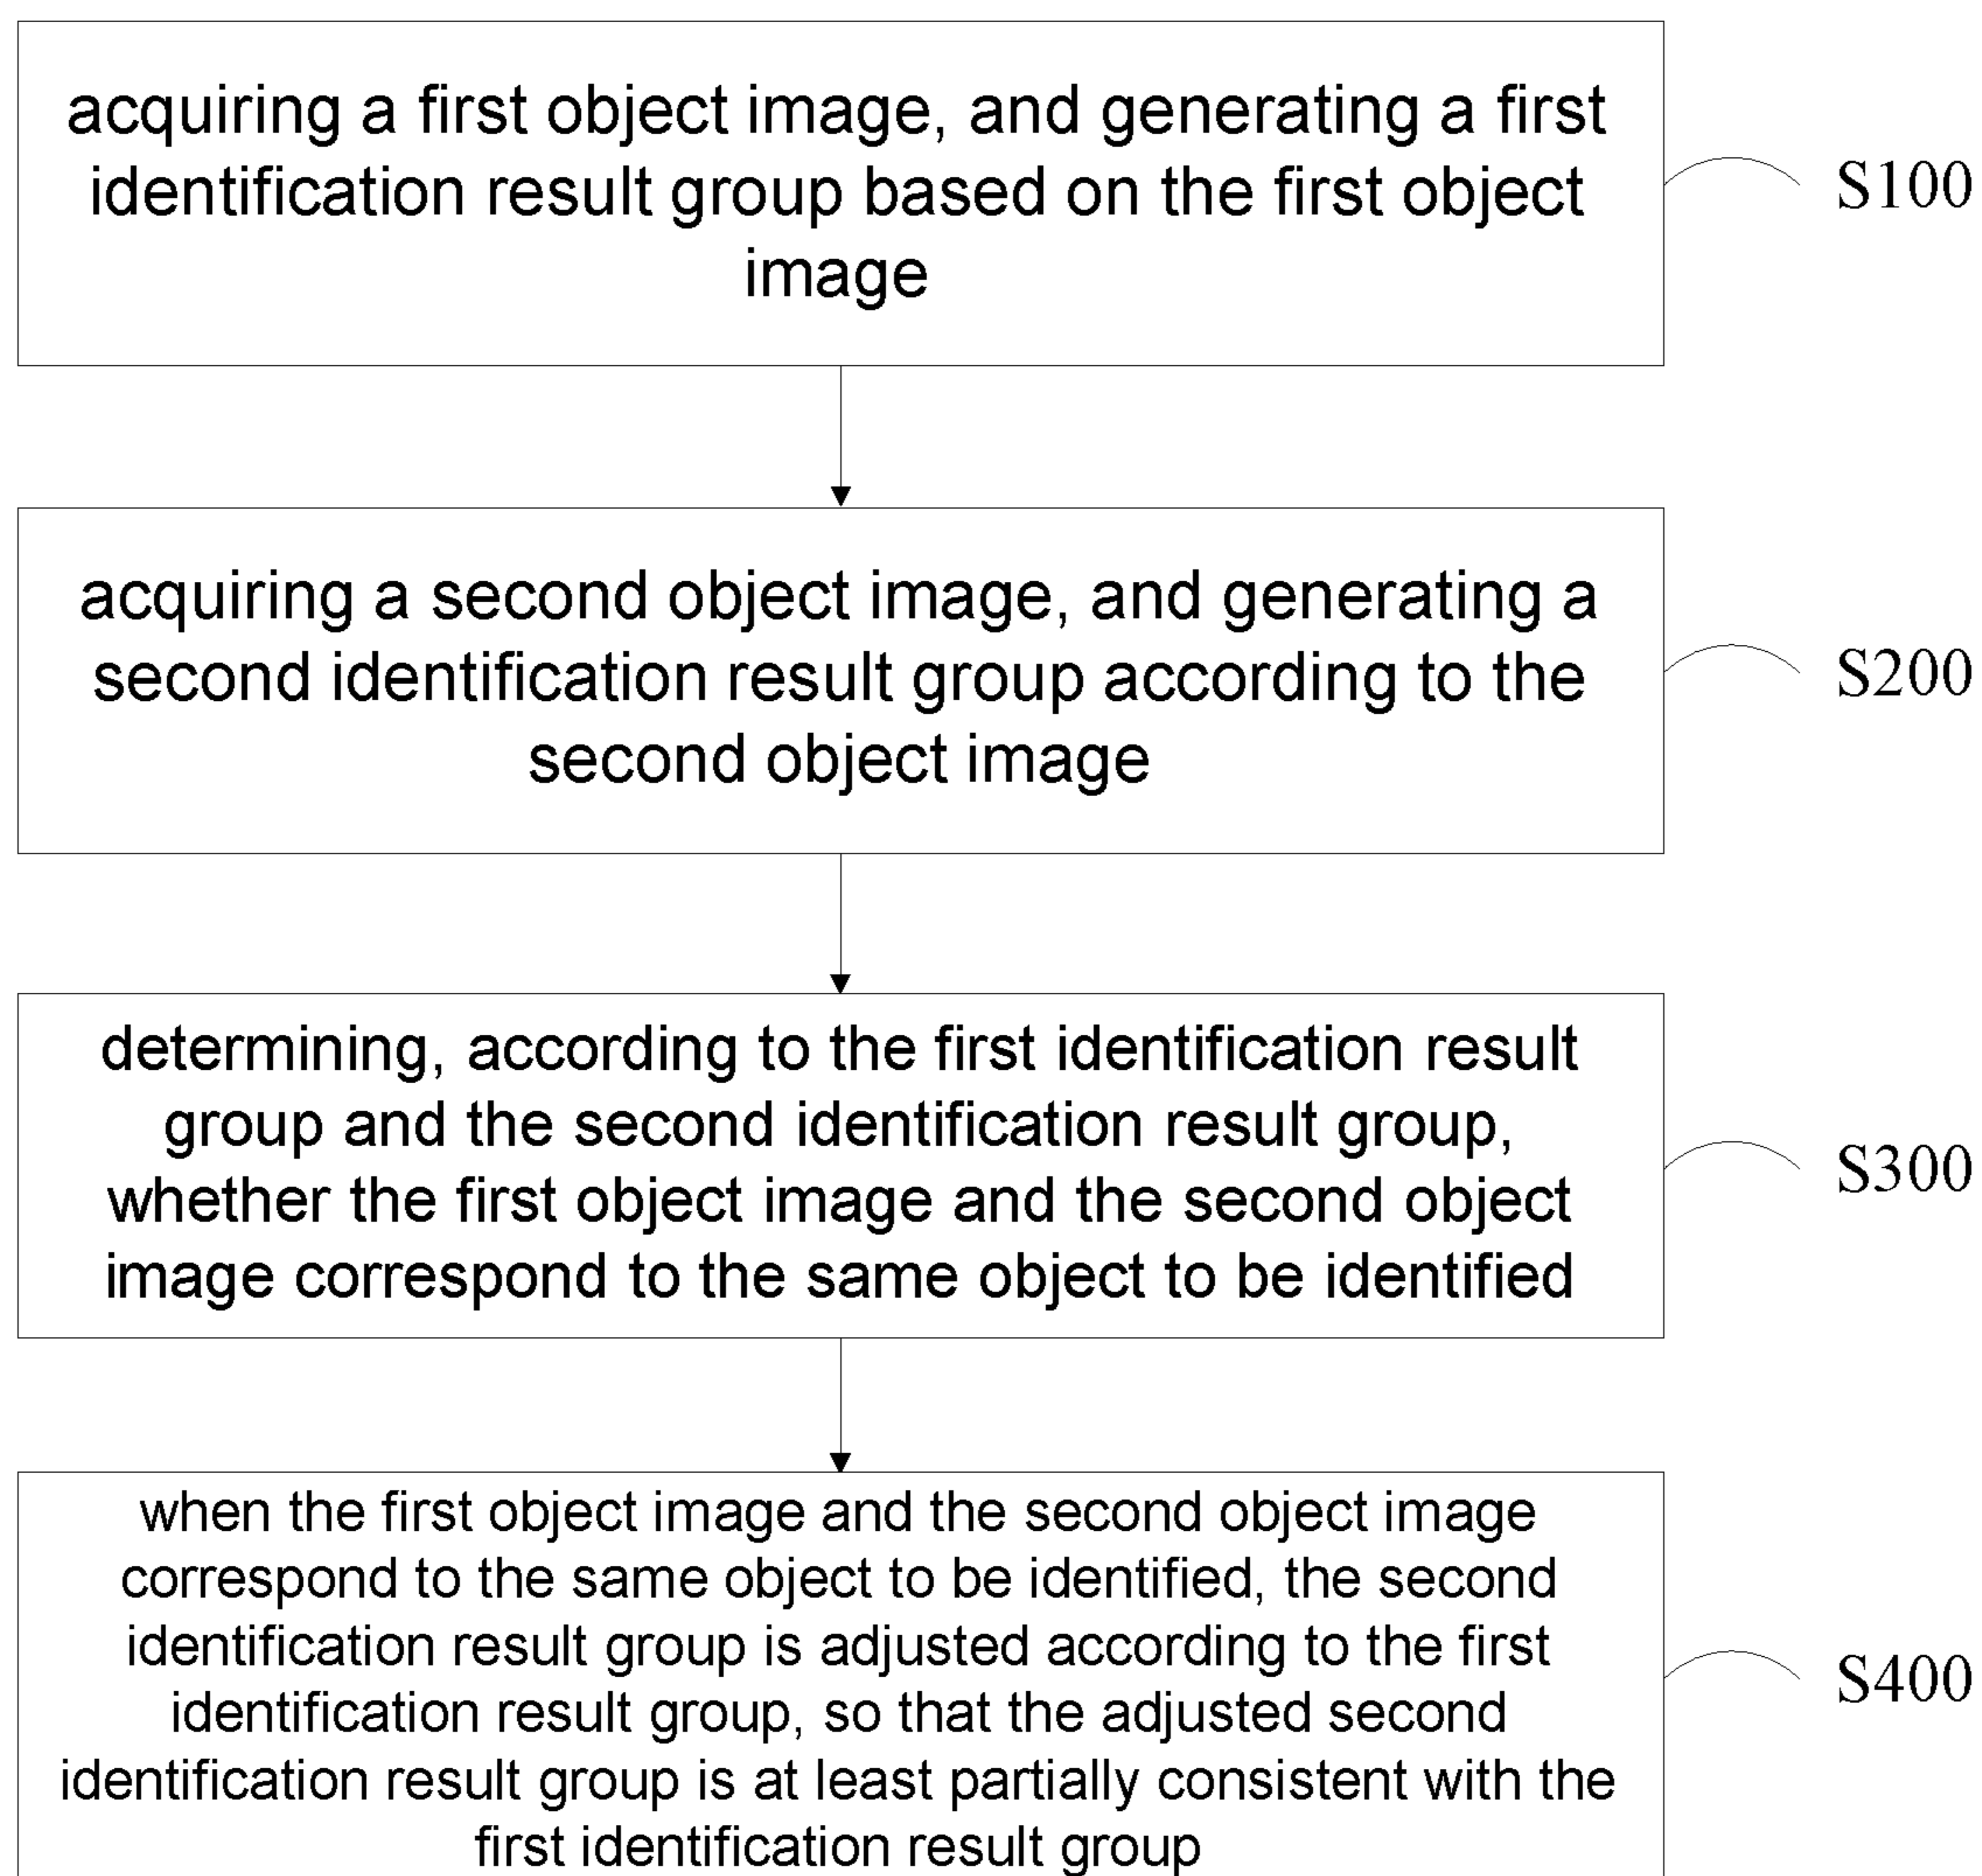 acquiring a first object image, and generating a first
identification result group based on the first object
image
S100
acquiring a second object image, and generating a
second identification result group according to the
second object image
S200
determining, according to the first identification result
group and the second identification result group,
whether the first object image and the second object
image correspond to the same object to be identified
S300
when the first object image and the second object image
correspond to the same object to be identified, the second
identification result group is adjusted according to the first
identification result group, so that the adjusted second
identification result group is at least partially consistent with the
first identification result group
S400